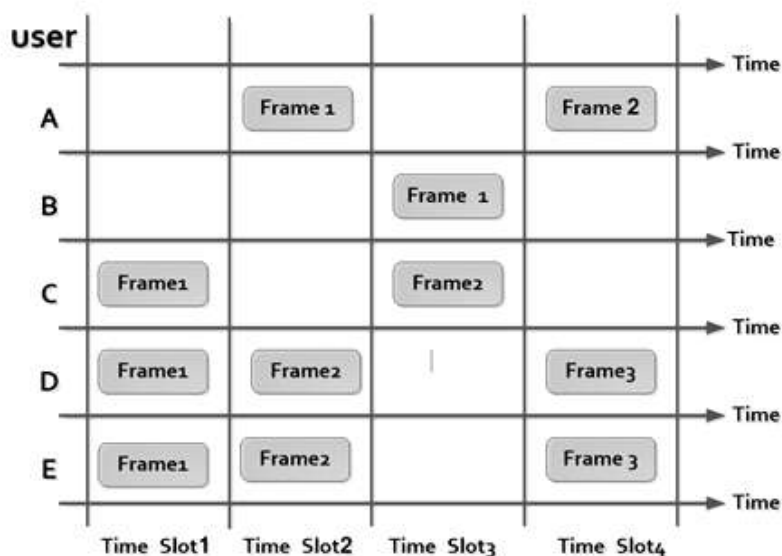 user
Time
A Frame 1 Frame 2
Time
B Frame 1
Time
C Frame1 Frame2
Time
D Frame1 Frame2 Frame3
Time
E Frame1 Frame2 Frame 3
Time
Time Slot1 Time Slot2 Time Slot3 Time Slot4